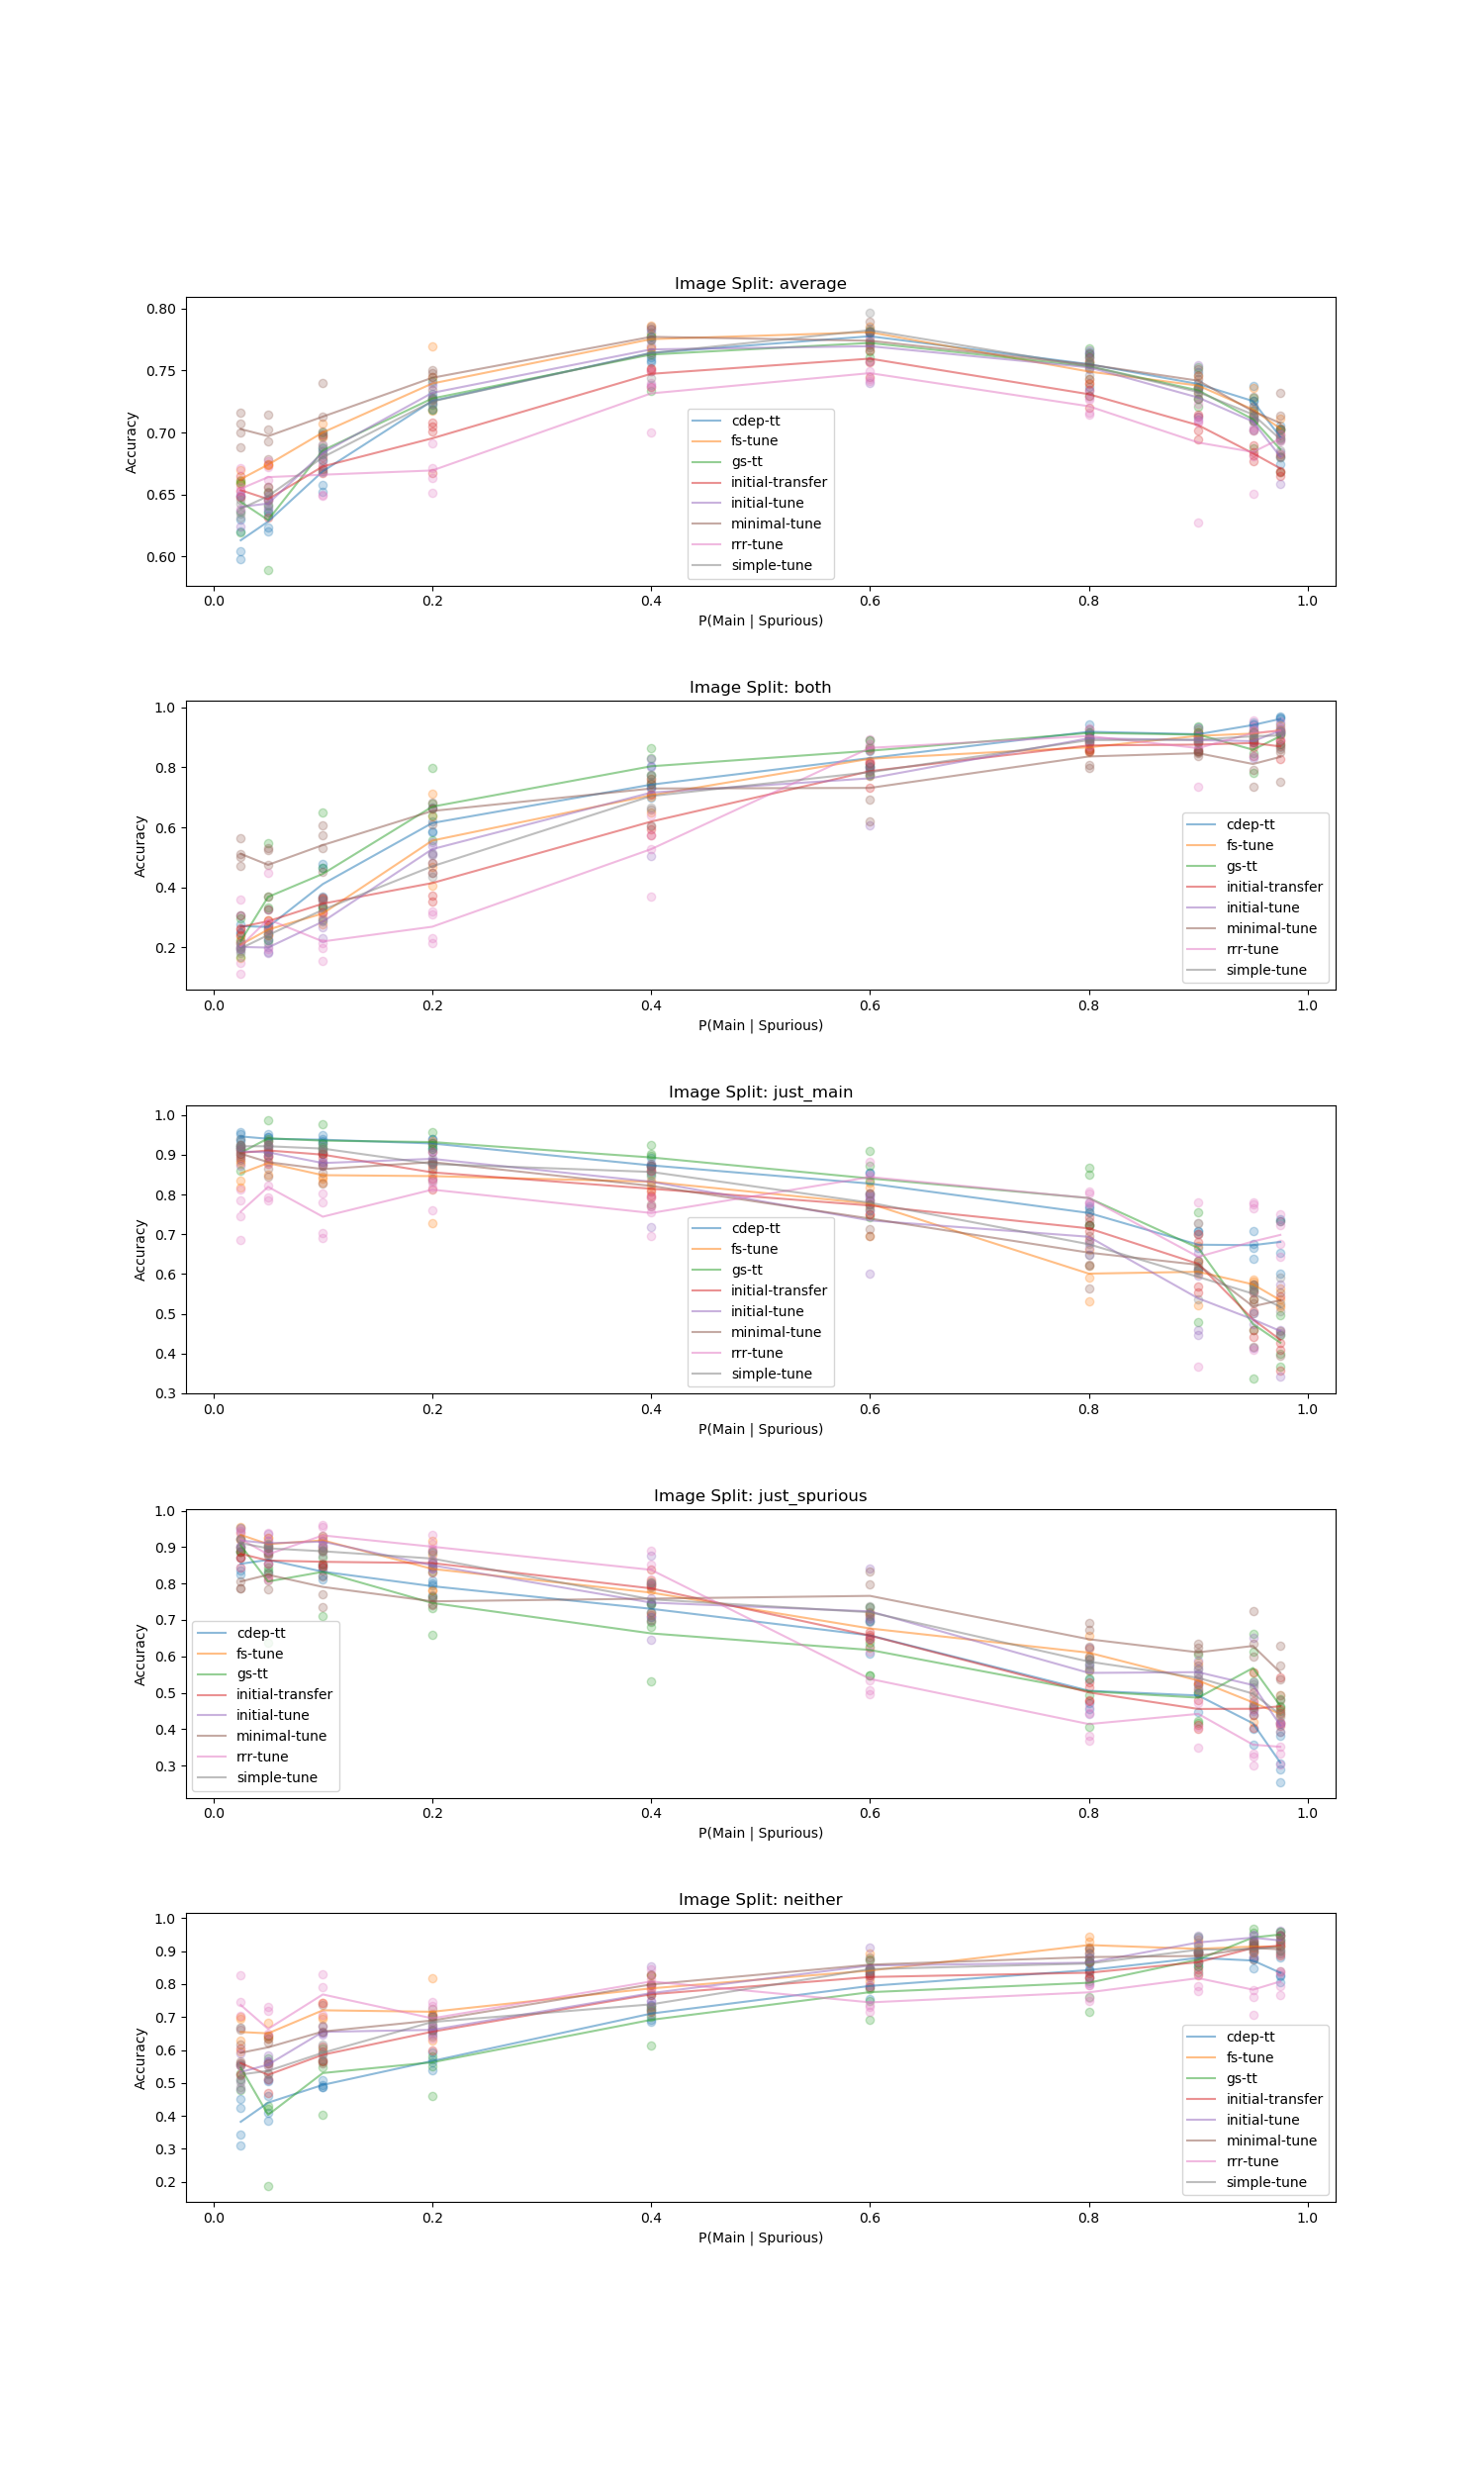 Image Split: average
0.80
0.75
0.70
0.65
0.60
Accuracy
cdep-tt
fs-tune
gs-tt
initial-transfer
initial-tune
minimal-tune
rrr-tune
simple-tune
0.0 0.2 0.4 0.6 0.8 1.0
P(Main | Spurious)
Image Split: both
1.0
0.8
0.6
0.4
0.2
Accuracy
cdep-tt
fs-tune
gs-tt
initial-transfer
initial-tune
minimal-tune
rrr-tune
simple-tune
0.0 0.2 0.4 0.6 0.8 1.0
P(Main | Spurious)
Image Split: just_main
1.0
0.9
0.8
0.7
0.6
0.5
0.4
0.3
Accuracy
cdep-tt
fs-tune
gs-tt
initial-transfer
initial-tune
minimal-tune
rrr-tune
simple-tune
0.0 0.2 0.4 0.6 0.8 1.0
P(Main | Spurious)
Image Split: just_spurious
1.0
0.9
0.8
0.7
0.6
0.5
0.4
0.3
Accuracy
cdep-tt
fs-tune
gs-tt
initial-transfer
initial-tune
minimal-tune
rrr-tune
simple-tune
0.0 0.2 0.4 0.6 0.8 1.0
P(Main | Spurious)
Image Split: neither
1.0
0.9
0.8
0.7
0.6
0.5
0.4
0.3
0.2
Accuracy
cdep-tt
fs-tune
gs-tt
initial-transfer
initial-tune
minimal-tune
rrr-tune
simple-tune
0.0 0.2 0.4 0.6 0.8 1.0
P(Main | Spurious)